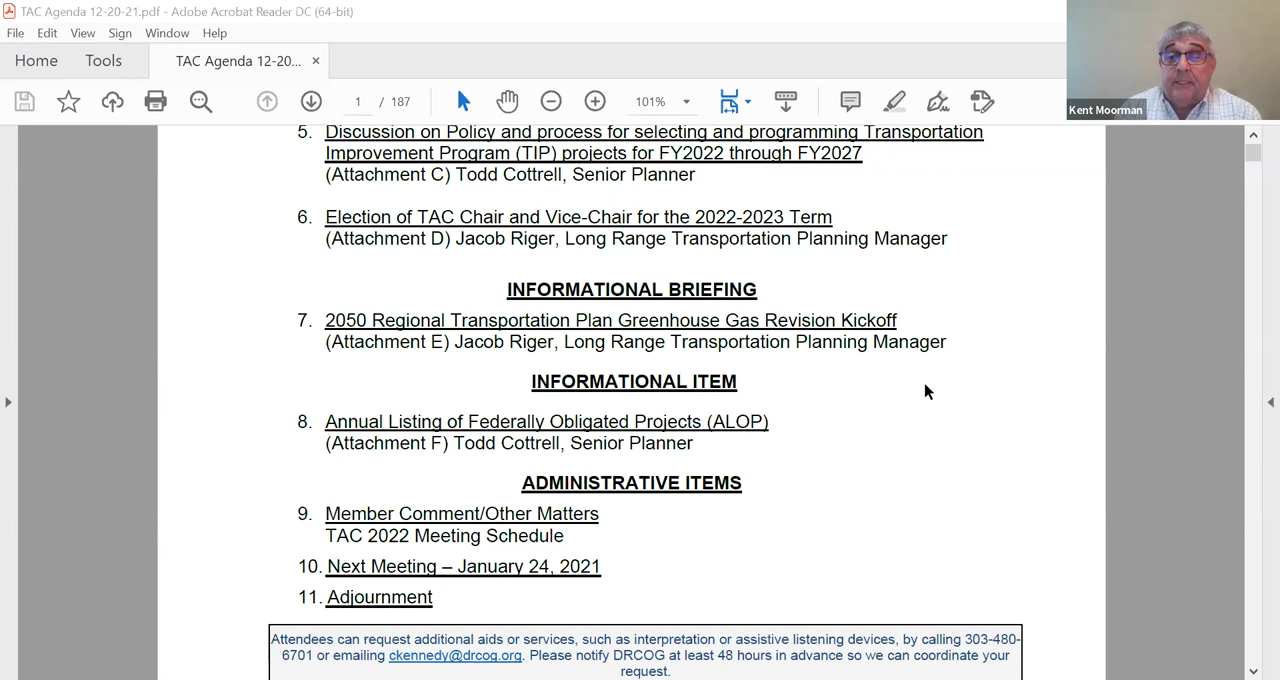 TAC Agenda 12-20-21.pdf - Adobe Acrobat Reader DC (64-bit)
File Edit View Sign Window Help
Home Tools TAC Agenda 12-20... ×
1 / 187 101%
Kent Moorman
5. Discussion on Policy and process for selecting and programming Transportation
Improvement Program (TIP) projects for FY2022 through FY2027
(Attachment C) Todd Cottrell, Senior Planner
6. Election of TAC Chair and Vice-Chair for the 2022-2023 Term
(Attachment D) Jacob Riger, Long Range Transportation Planning Manager
INFORMATIONAL BRIEFING
7. 2050 Regional Transportation Plan Greenhouse Gas Revision Kickoff
(Attachment E) Jacob Riger, Long Range Transportation Planning Manager
INFORMATIONAL ITEM
8. Annual Listing of Federally Obligated Projects (ALOP)
(Attachment F) Todd Cottrell, Senior Planner
ADMINISTRATIVE ITEMS
9. Member Comment/Other Matters
TAC 2022 Meeting Schedule
10. Next Meeting – January 24, 2021
11. Adjournment
Attendees can request additional aids or services, such as interpretation or assistive listening devices, by calling 303-480-
6701 or emailing ckennedy@drcog.org. Please notify DRCOG at least 48 hours in advance so we can coordinate your
request.